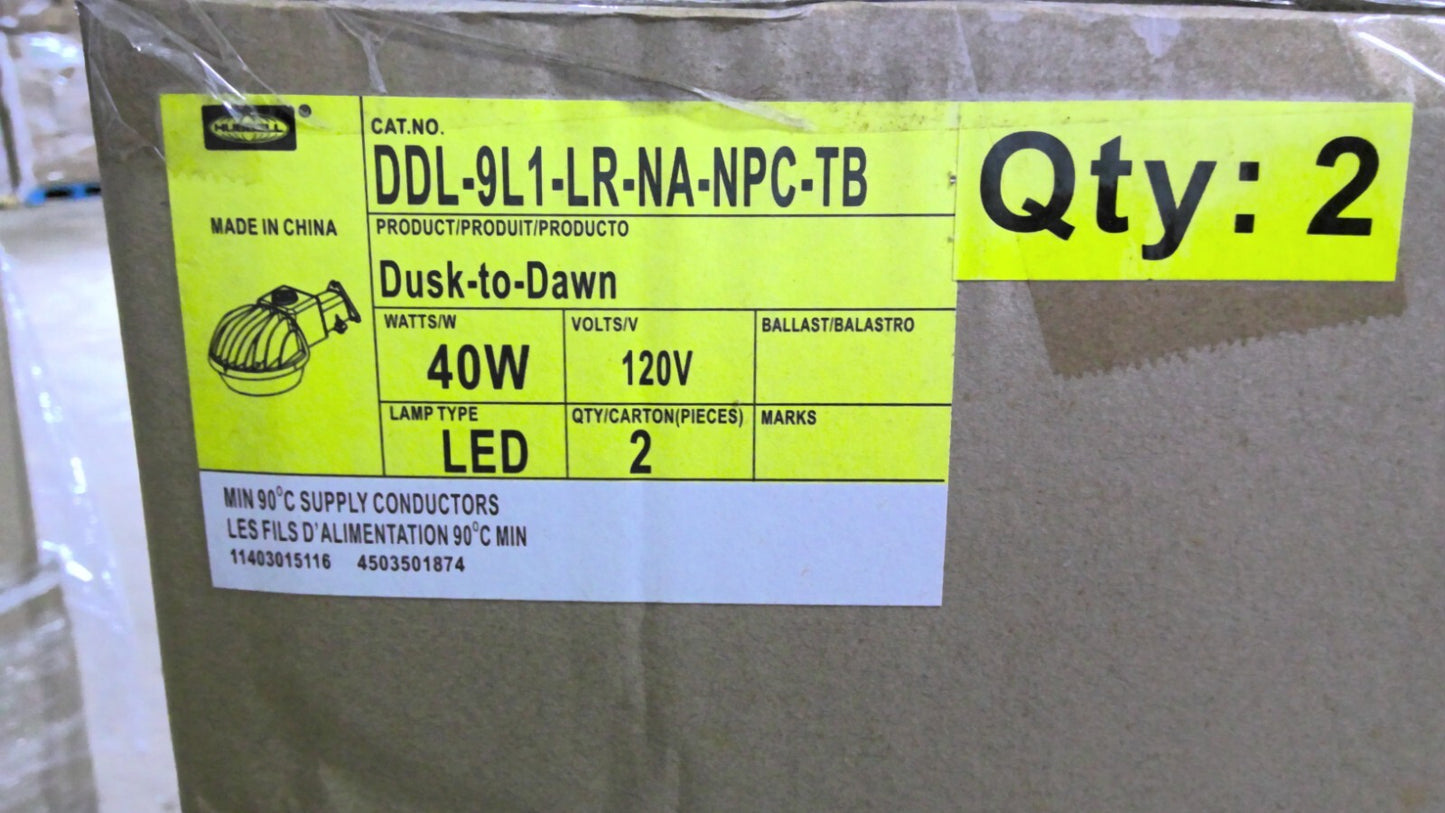 HUBBELL
®
CAT.NO.
DDL-9L1-LR-NA-NPC-TB
Qty: 2
MADE IN CHINA
PRODUCT/PRODUIT/PRODUCTO
Dusk-to-Dawn
WATTS/W
40W
VOLTS/V
120V
BALLAST/BALASTRO
LAMP TYPE
LED
QTY/CARTON(PIECES)
2
MARKS
MIN 90°C SUPPLY CONDUCTORS
LES FILS D'ALIMENTATION 90°C MIN
11403015116 4503501874